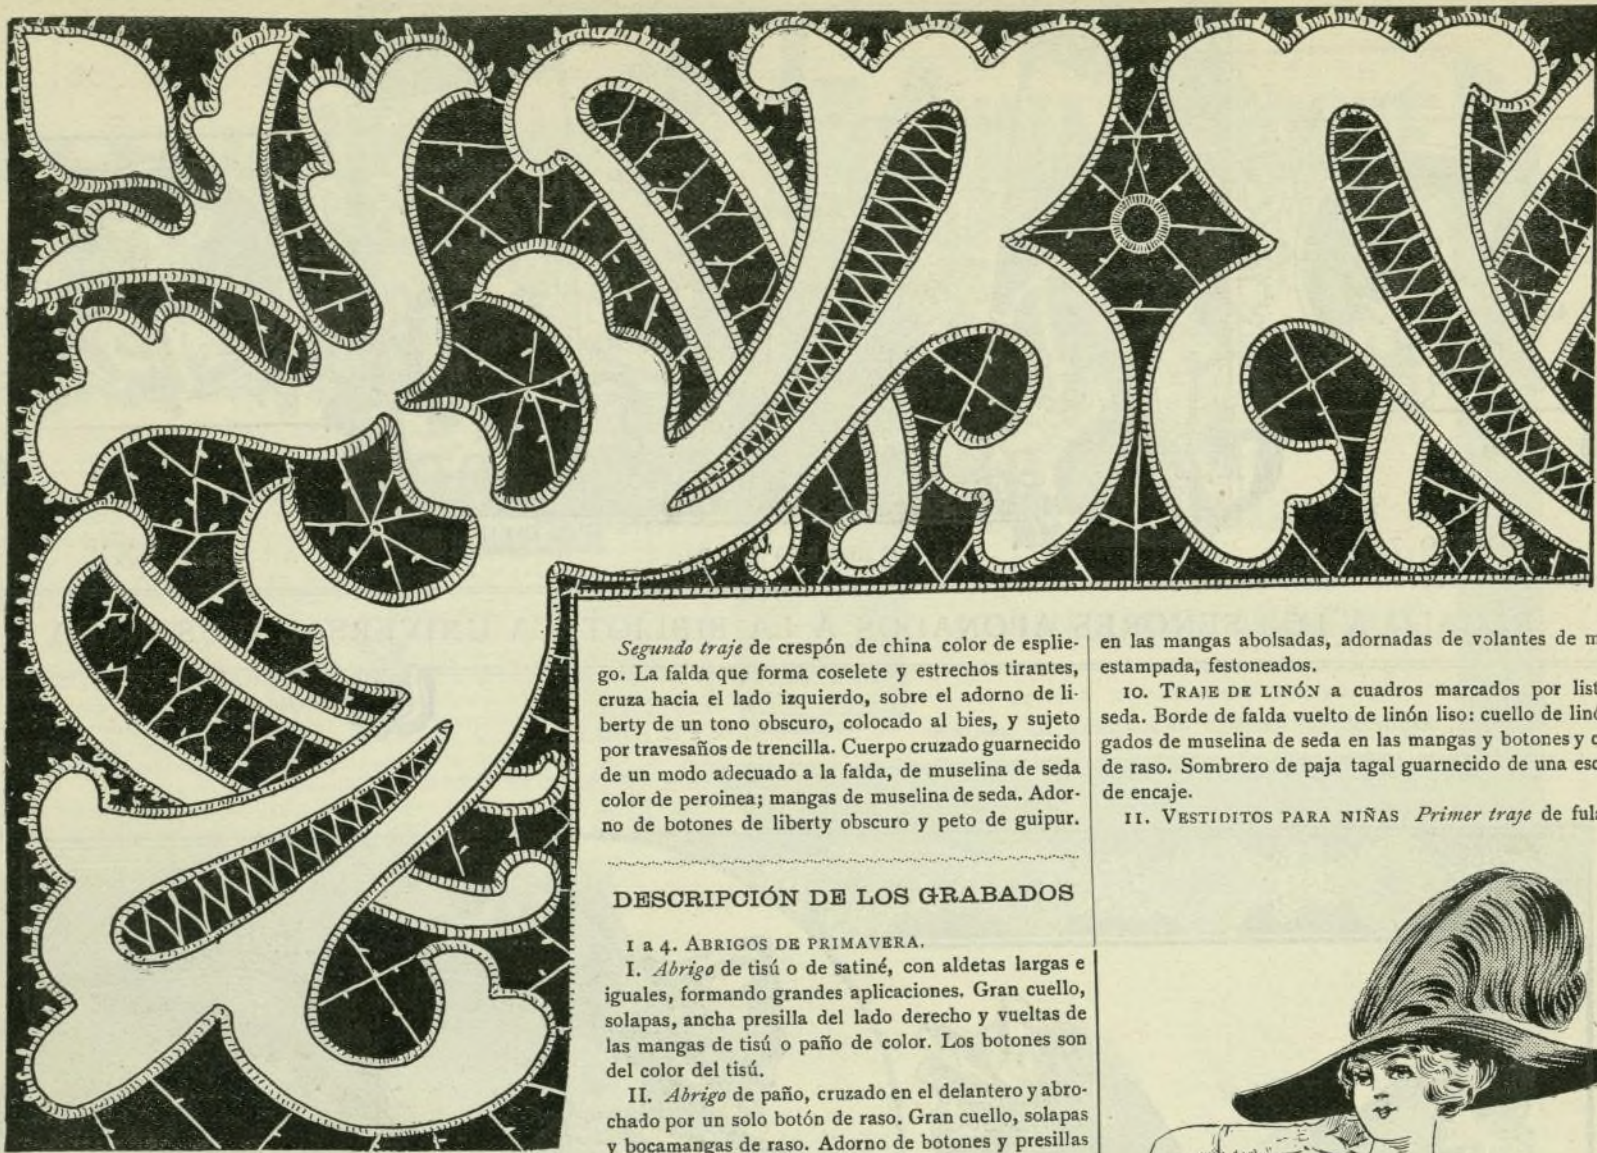 Segundo traje de crespón de china color de esplie-
go. La falda que forma coselete y estrechos tirantes,
cruza hacia el lado izquierdo, sobre el adorno de li-
berty de un tono obscuro, colocado al bies, y sujeto
por travesaños de trencilla. Cuerpo cruzado guarnecido
de un modo adecuado a la falda, de muselina de seda
color de peroinea; mangas de muselina de seda. Ador-
no de botones de liberty obscuro y peto de guipur.
DESCRIPCIÓN DE LOS GRABADOS
1 a 4. ABRIGOS DE PRIMAVERA.
I. Abrigo de tisú o de satiné, con aldetas largas e
iguales, formando grandes aplicaciones. Gran cuello,
solapas, ancha presilla del lado derecho y vueltas de
las mangas de tisú o paño de color. Los botones son
del color del tisú.
II. Abrigo de paño, cruzado en el delantero y abro-
chado por un solo botón de raso. Gran cuello, solapas
y bocamangas de raso. Adorno de botones y presillas
en las mangas abolsadas, adornadas de volantes de
estampada, festoneados.
10. TRAJE DE LINÓN a cuadros marcados por
seda. Borde de falda vuelto de linón liso: cuello de
gados de muselina de seda en las mangas y botones y
de raso. Sombrero de paja tagal guarnecido de una
de encaje.
11. VESTIDITOS PARA NIÑAS Primer traje de